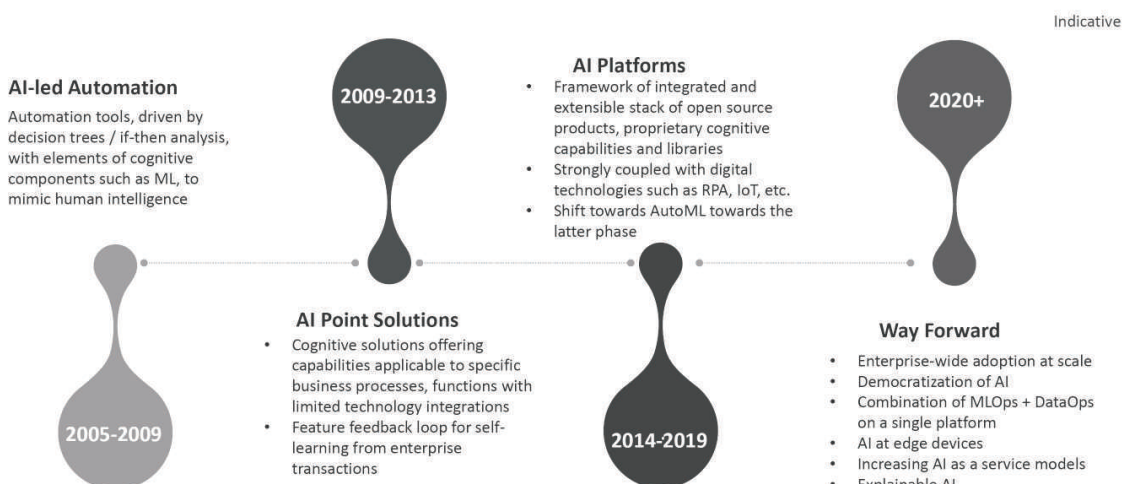 Indicative
AI-led Automation
Automation tools, driven by
decision trees / if-then analysis,
with elements of cognitive
components such as ML, to
mimic human intelligence
2009-2013
AI Platforms
• Framework of integrated and
extensible stack of open source
products, proprietary cognitive
capabilities and libraries
• Strongly coupled with digital
technologies such as RPA, IoT, etc.
• Shift towards AutoML towards the
latter phase
2020+
2005-2009
AI Point Solutions
• Cognitive solutions offering
capabilities applicable to specific
business processes, functions with
limited technology integrations
• Feature feedback loop for self-
learning from enterprise
transactions
2014-2019
Way Forward
• Enterprise-wide adoption at scale
• Democratization of AI
• Combination of MLOps + DataOps
on a single platform
• AI at edge devices
• Increasing AI as a service models
• Explainable AI